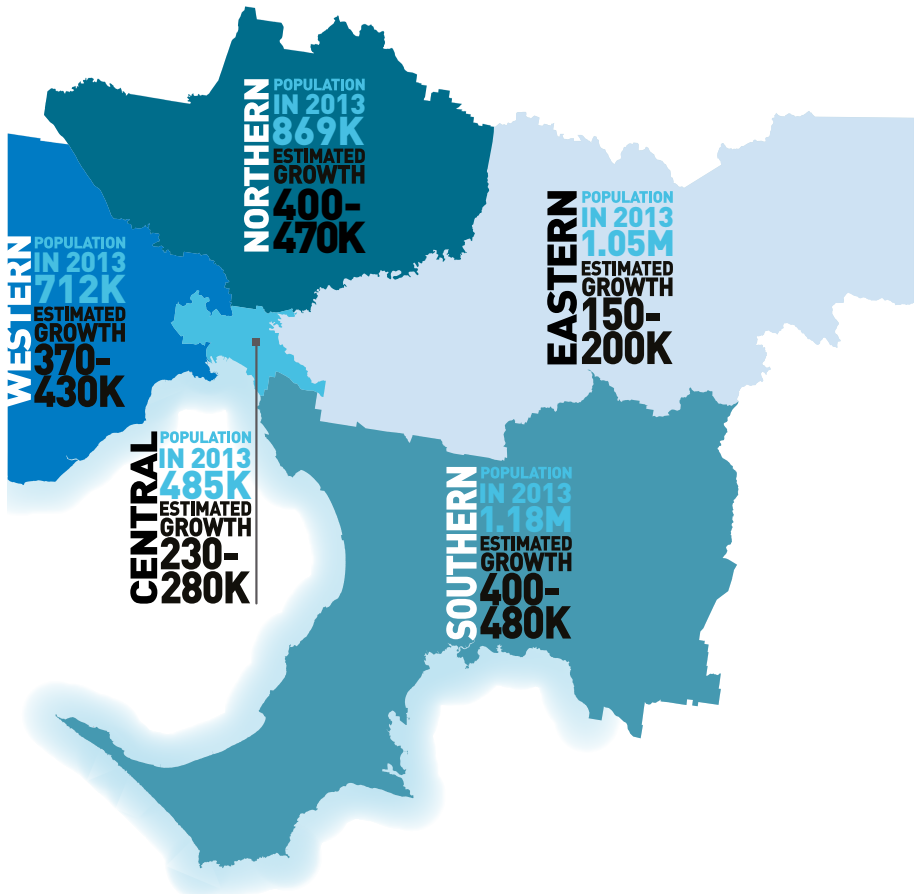 NORTHERN
POPULATION
IN 2013
869K
ESTIMATED
GROWTH
400-
470K
EASTERN
POPULATION
IN 2013
1.05M
ESTIMATED
GROWTH
150-
200K
WESTERN
POPULATION
IN 2013
712K
ESTIMATED
GROWTH
370-
430K
CENTRAL
POPULATION
IN 2013
485K
ESTIMATED
GROWTH
230-
280K
SOUTHERN
POPULATION
IN 2013
1.18M
ESTIMATED
GROWTH
400-
480K